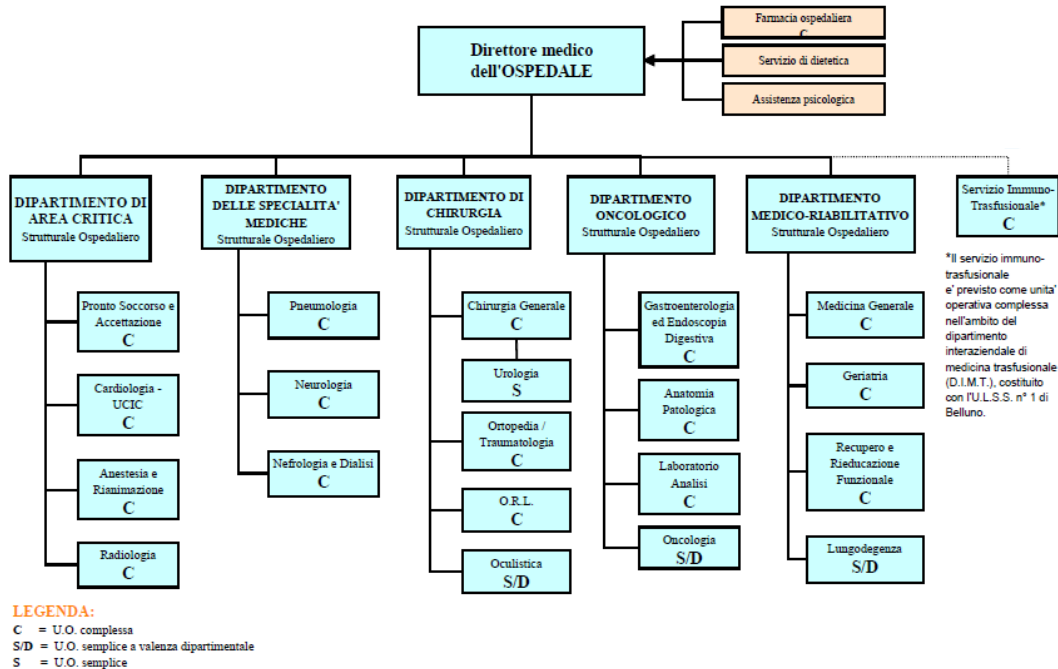 Direttore medico
dell'OSPEDALE
Farmacia ospedaliera
C
Servizio di dietetica
Assistenza psicologica
DIPARTIMENTO DI
AREA CRITICA
Strutturale Ospedaliero
Pronto Soccorso e
Accettazione
C
Cardiologia -
UCIC
C
Anestesia e
Rianimazione
C
Radiologia
C
DIPARTIMENTO
DELLE SPECIALITA'
MEDICHE
Strutturale Ospedaliero
Pneumologia
C
Neurologia
C
Nefrologia e Dialisi
C
DIPARTIMENTO DI
CHIRURGIA
Strutturale Ospedaliero
Chirurgia Generale
C
Urologia
S
Ortopedia /
Traumatologia
C
O.R.L.
C
Oculistica
S/D
DIPARTIMENTO
ONCOLOGICO
Strutturale Ospedaliero
Gastroenterologia
ed Endoscopia
Digestiva
C
Anatomia
Patologica
C
Laboratorio
Analisi
C
Oncologia
S/D
DIPARTIMENTO
MEDICO-RIABILITATIVO
Strutturale Ospedaliero
Medicina Generale
C
Geriatria
C
Recupero e
Rieducazione
Funzionale
C
Lungodegenza
S/D
Servizio Immuno-
Trasfusionale*
C
*Il servizio immuno-
trasfusionale
e' previsto come unita'
operativa complessa
nell'ambito del
dipartimento
interaziendale di
medicina trasfusionale
(D.I.M.T.), costituito
con l'U.L.S.S. n° 1 di
Belluno.
LEGENDA:
C = U.O. complessa
S/D = U.O. semplice a valenza dipartimentale
S = U.O. semplice